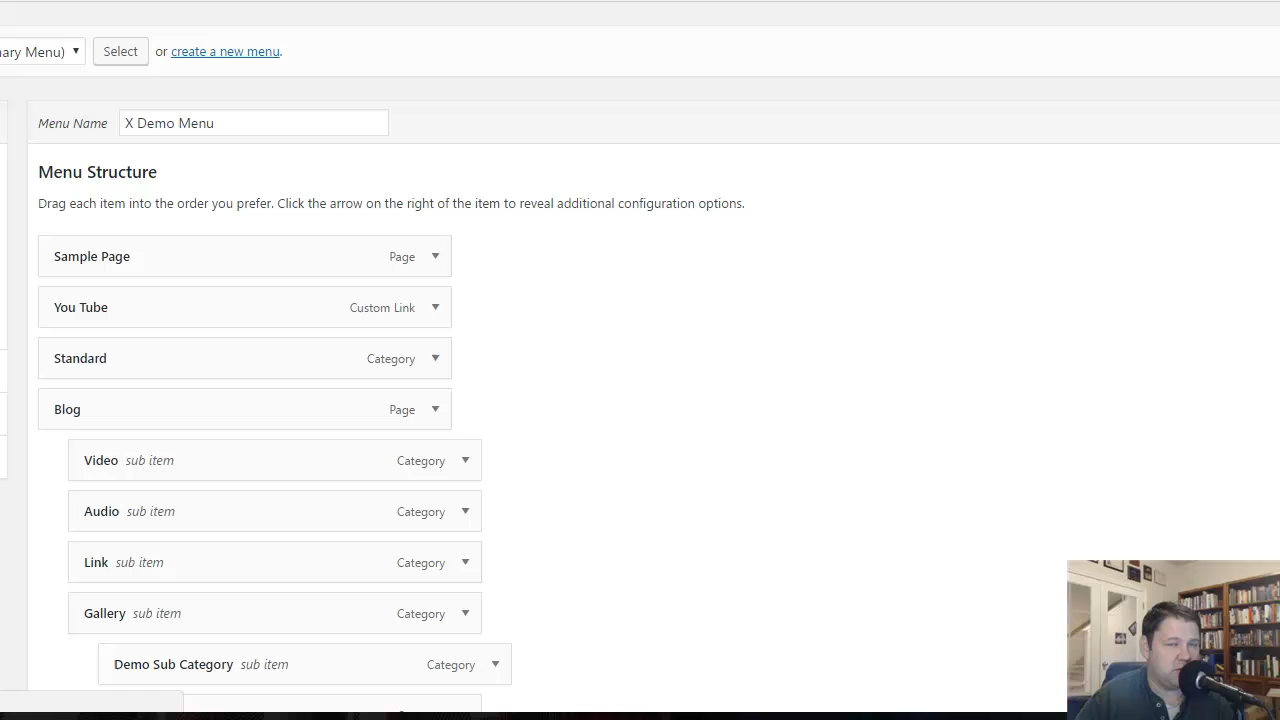 ary Menu) Select or create a new menu.
Menu Name X Demo Menu
Menu Structure
Drag each item into the order you prefer. Click the arrow on the right of the item to reveal additional configuration options.
Sample Page Page
You Tube Custom Link
Standard Category
Blog Page
Video sub item Category
Audio sub item Category
Link sub item Category
Gallery sub item Category
Demo Sub Category sub item Category